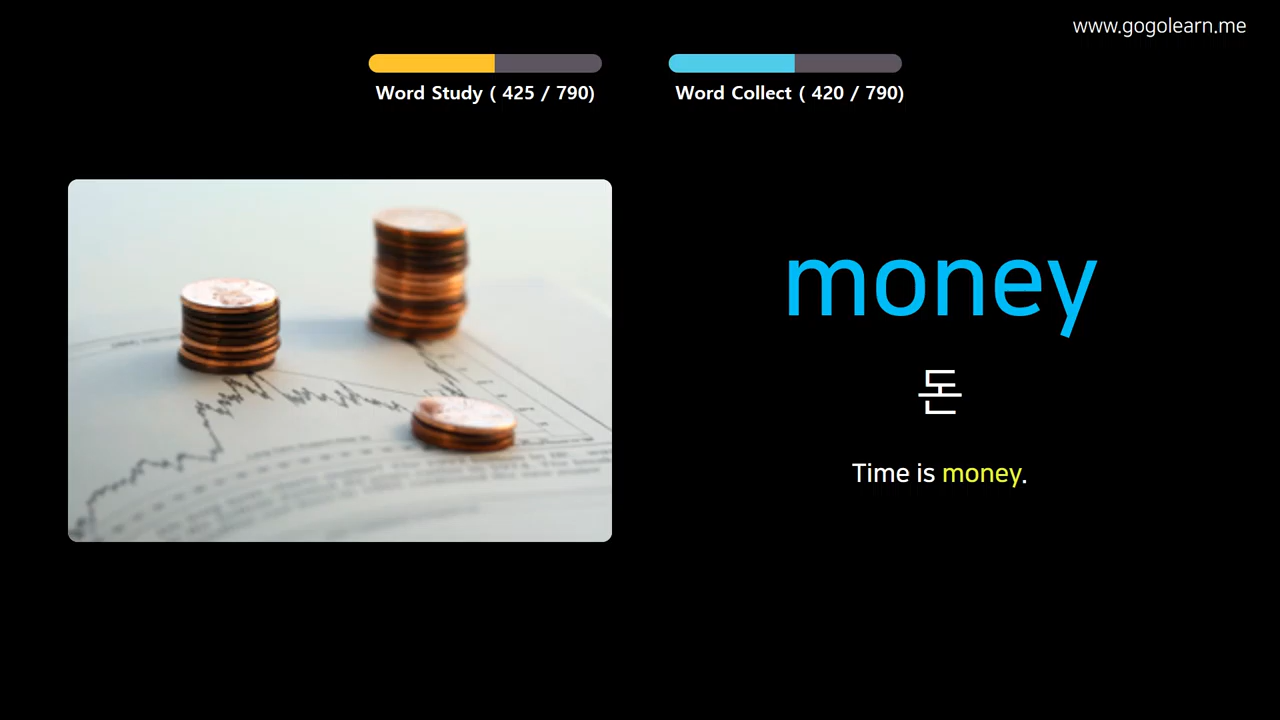 www.gogolearn.me
Word Study ( 425 / 790)
Word Collect ( 420 / 790)
money
돈
Time is money.